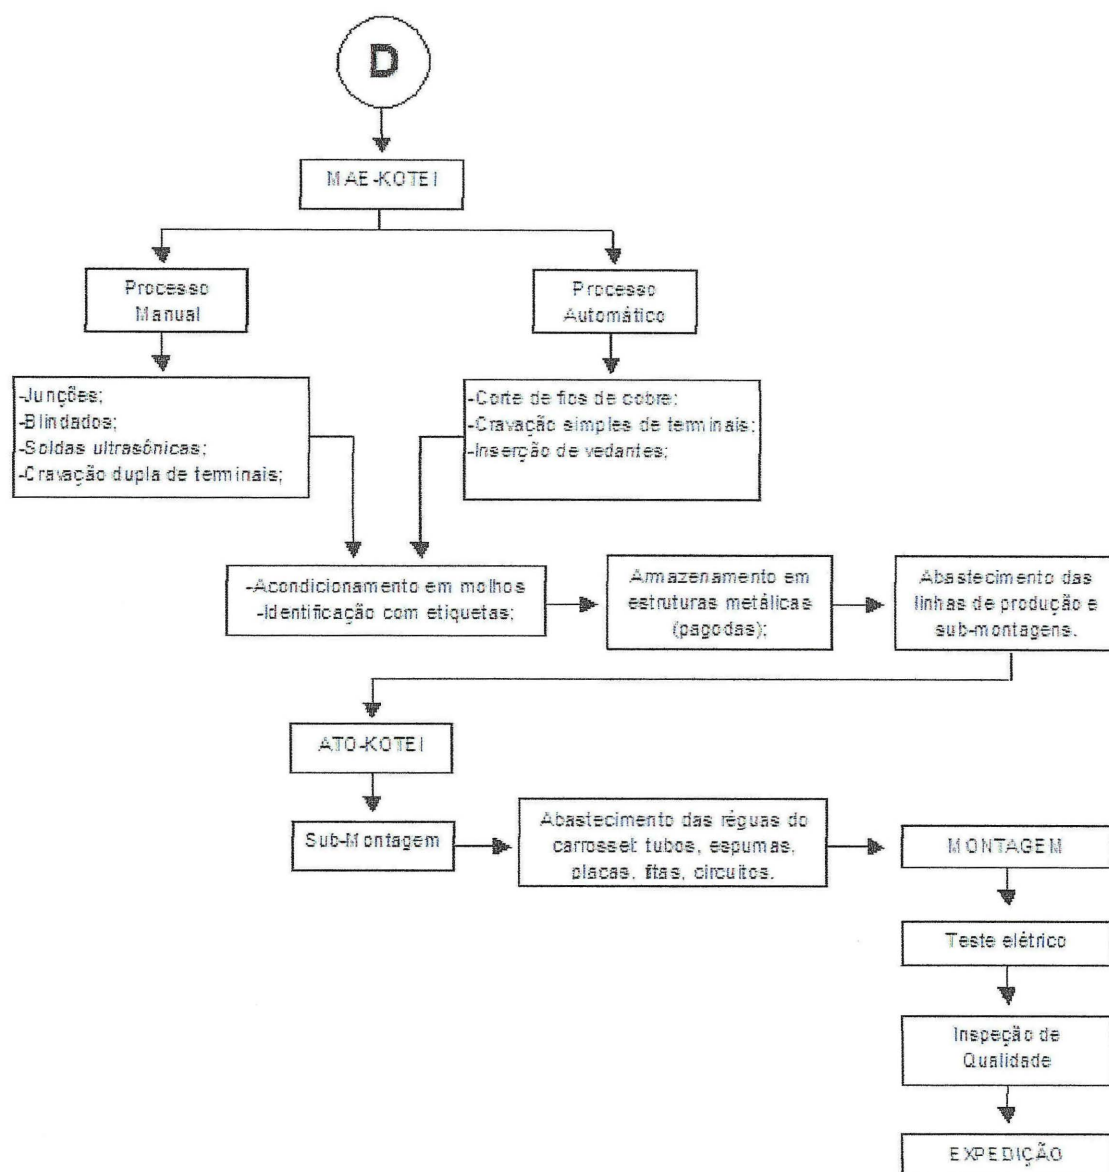 D
MAE-KOTEI
Processo
Manual
Processo
Automático
-Junções;
-Blindados;
-Soldas ultrasônicas;
-Cravação dupla de terminais;
-Corte de fios de cobre;
-Cravação simples de terminais;
-Inserção de vedantes;
-Acondicionamento em molhos
-Identificação com etiquetas;
Armazenamento em
estruturas metálicas
(pagodas);
Abastecimento das
linhas de produção e
sub-montagens.
ATO-KOTEI
Sub-Montagem
Abastecimento das réguas do
carrossel: tubos, espumas,
placas, fitas, circuitos.
MONTAGEM
Teste elétrico
Inspeção de
Qualidade
EXPEDIÇÃO